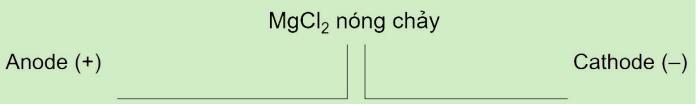 MgCl₂ nóng chảy
Anode (+)
Cathode (–)